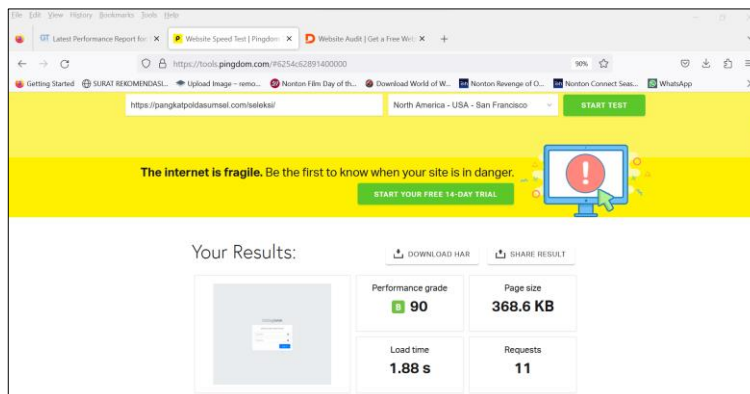 File Edit View History Bookmarks Tools Help
GT Latest Performance Report for: X
P Website Speed Test | Pingdom X
D Website Audit | Get a Free Web X +
https://tools.pingdom.com/#6254c62891400000 90%
Getting Started SURAT REKOMENDASI... Upload Image – remo... Nonton Film Day of th... Download World of W... Nonton Revenge of O... Nonton Connect Seas... WhatsApp
https://pangkatpoldasumsel.com/seleksi/ North America - USA - San Francisco START TEST
The internet is fragile. Be the first to know when your site is in danger.
START YOUR FREE 14-DAY TRIAL
Your Results: DOWNLOAD HAR SHARE RESULT
Performance grade Page size
B 90 368.6 KB
Load time Requests
1.88 s 11